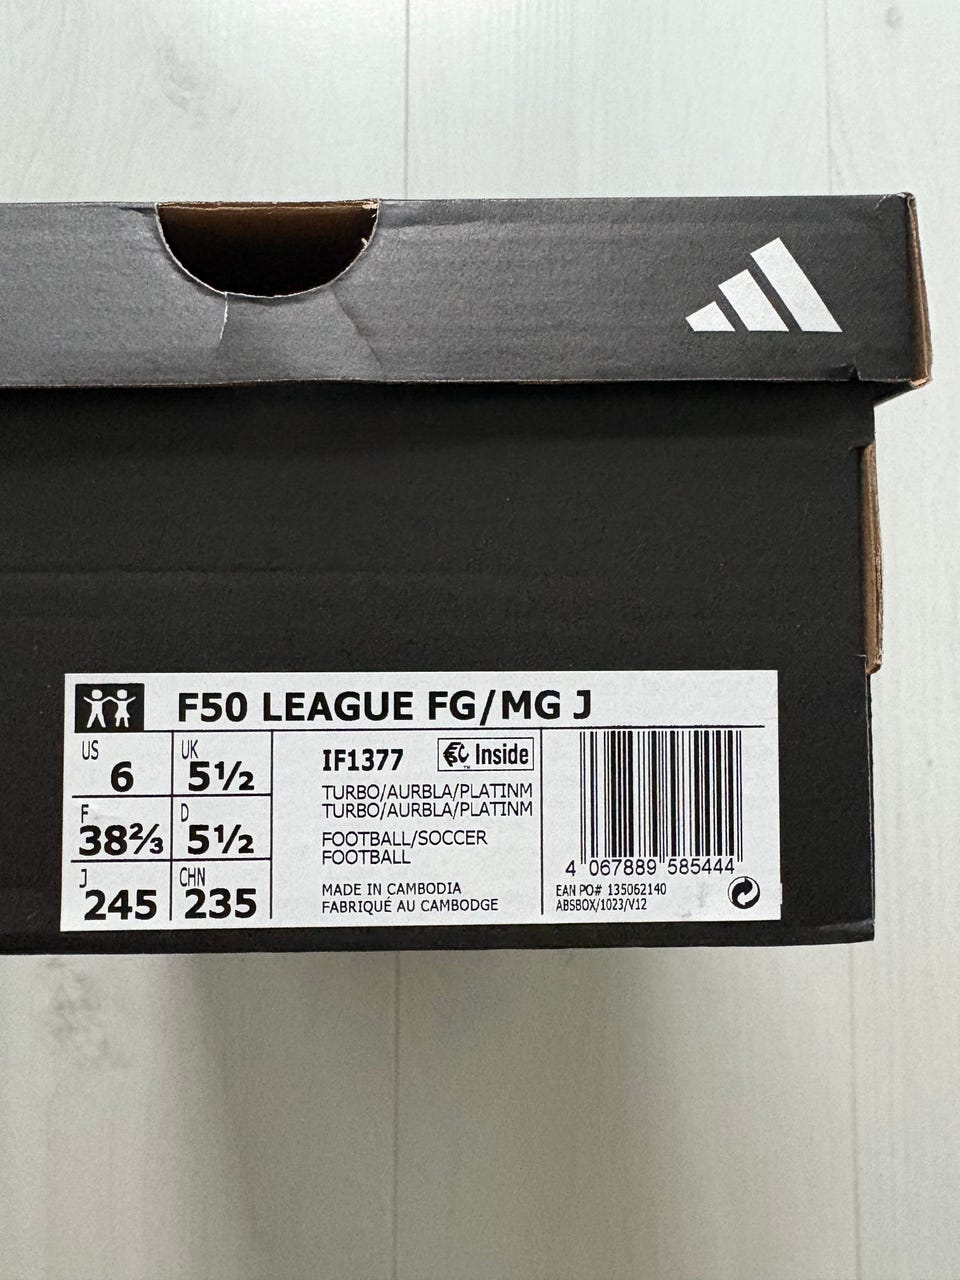 F50 LEAGUE FG/MG J
US 6
UK 5½
F 38⅔
D 5½
J 245
CHN 235
IF1377
EC Inside
™
TURBO/AURBLA/PLATINM
TURBO/AURBLA/PLATINM
FOOTBALL/SOCCER
FOOTBALL
MADE IN CAMBODIA
FABRIQUÉ AU CAMBODGE
4 067889 585444
EAN PO# 135062140
ABSBOX/1023/V12